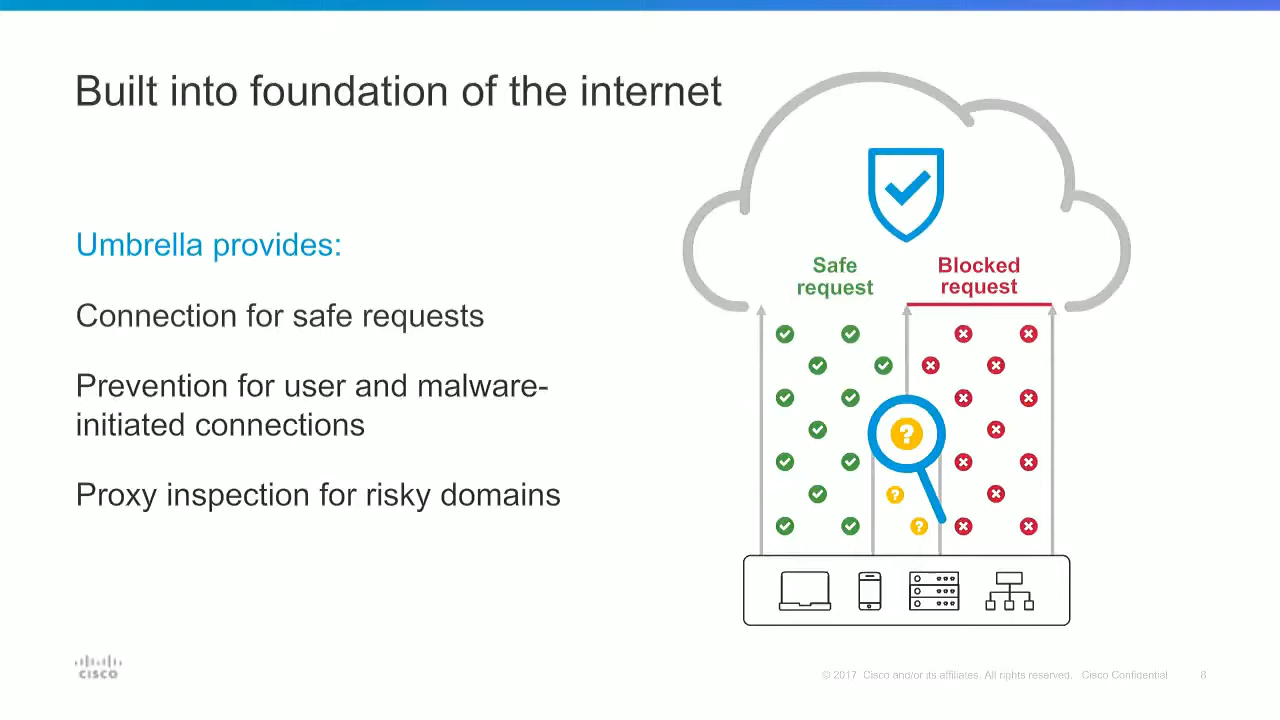 Built into foundation of the internet
Umbrella provides:
Connection for safe requests
Prevention for user and malware-
initiated connections
Proxy inspection for risky domains
Safe
request
Blocked
request
?
?
?
CISCO
© 2017 Cisco and/or its affiliates. All rights reserved. Cisco Confidential
8